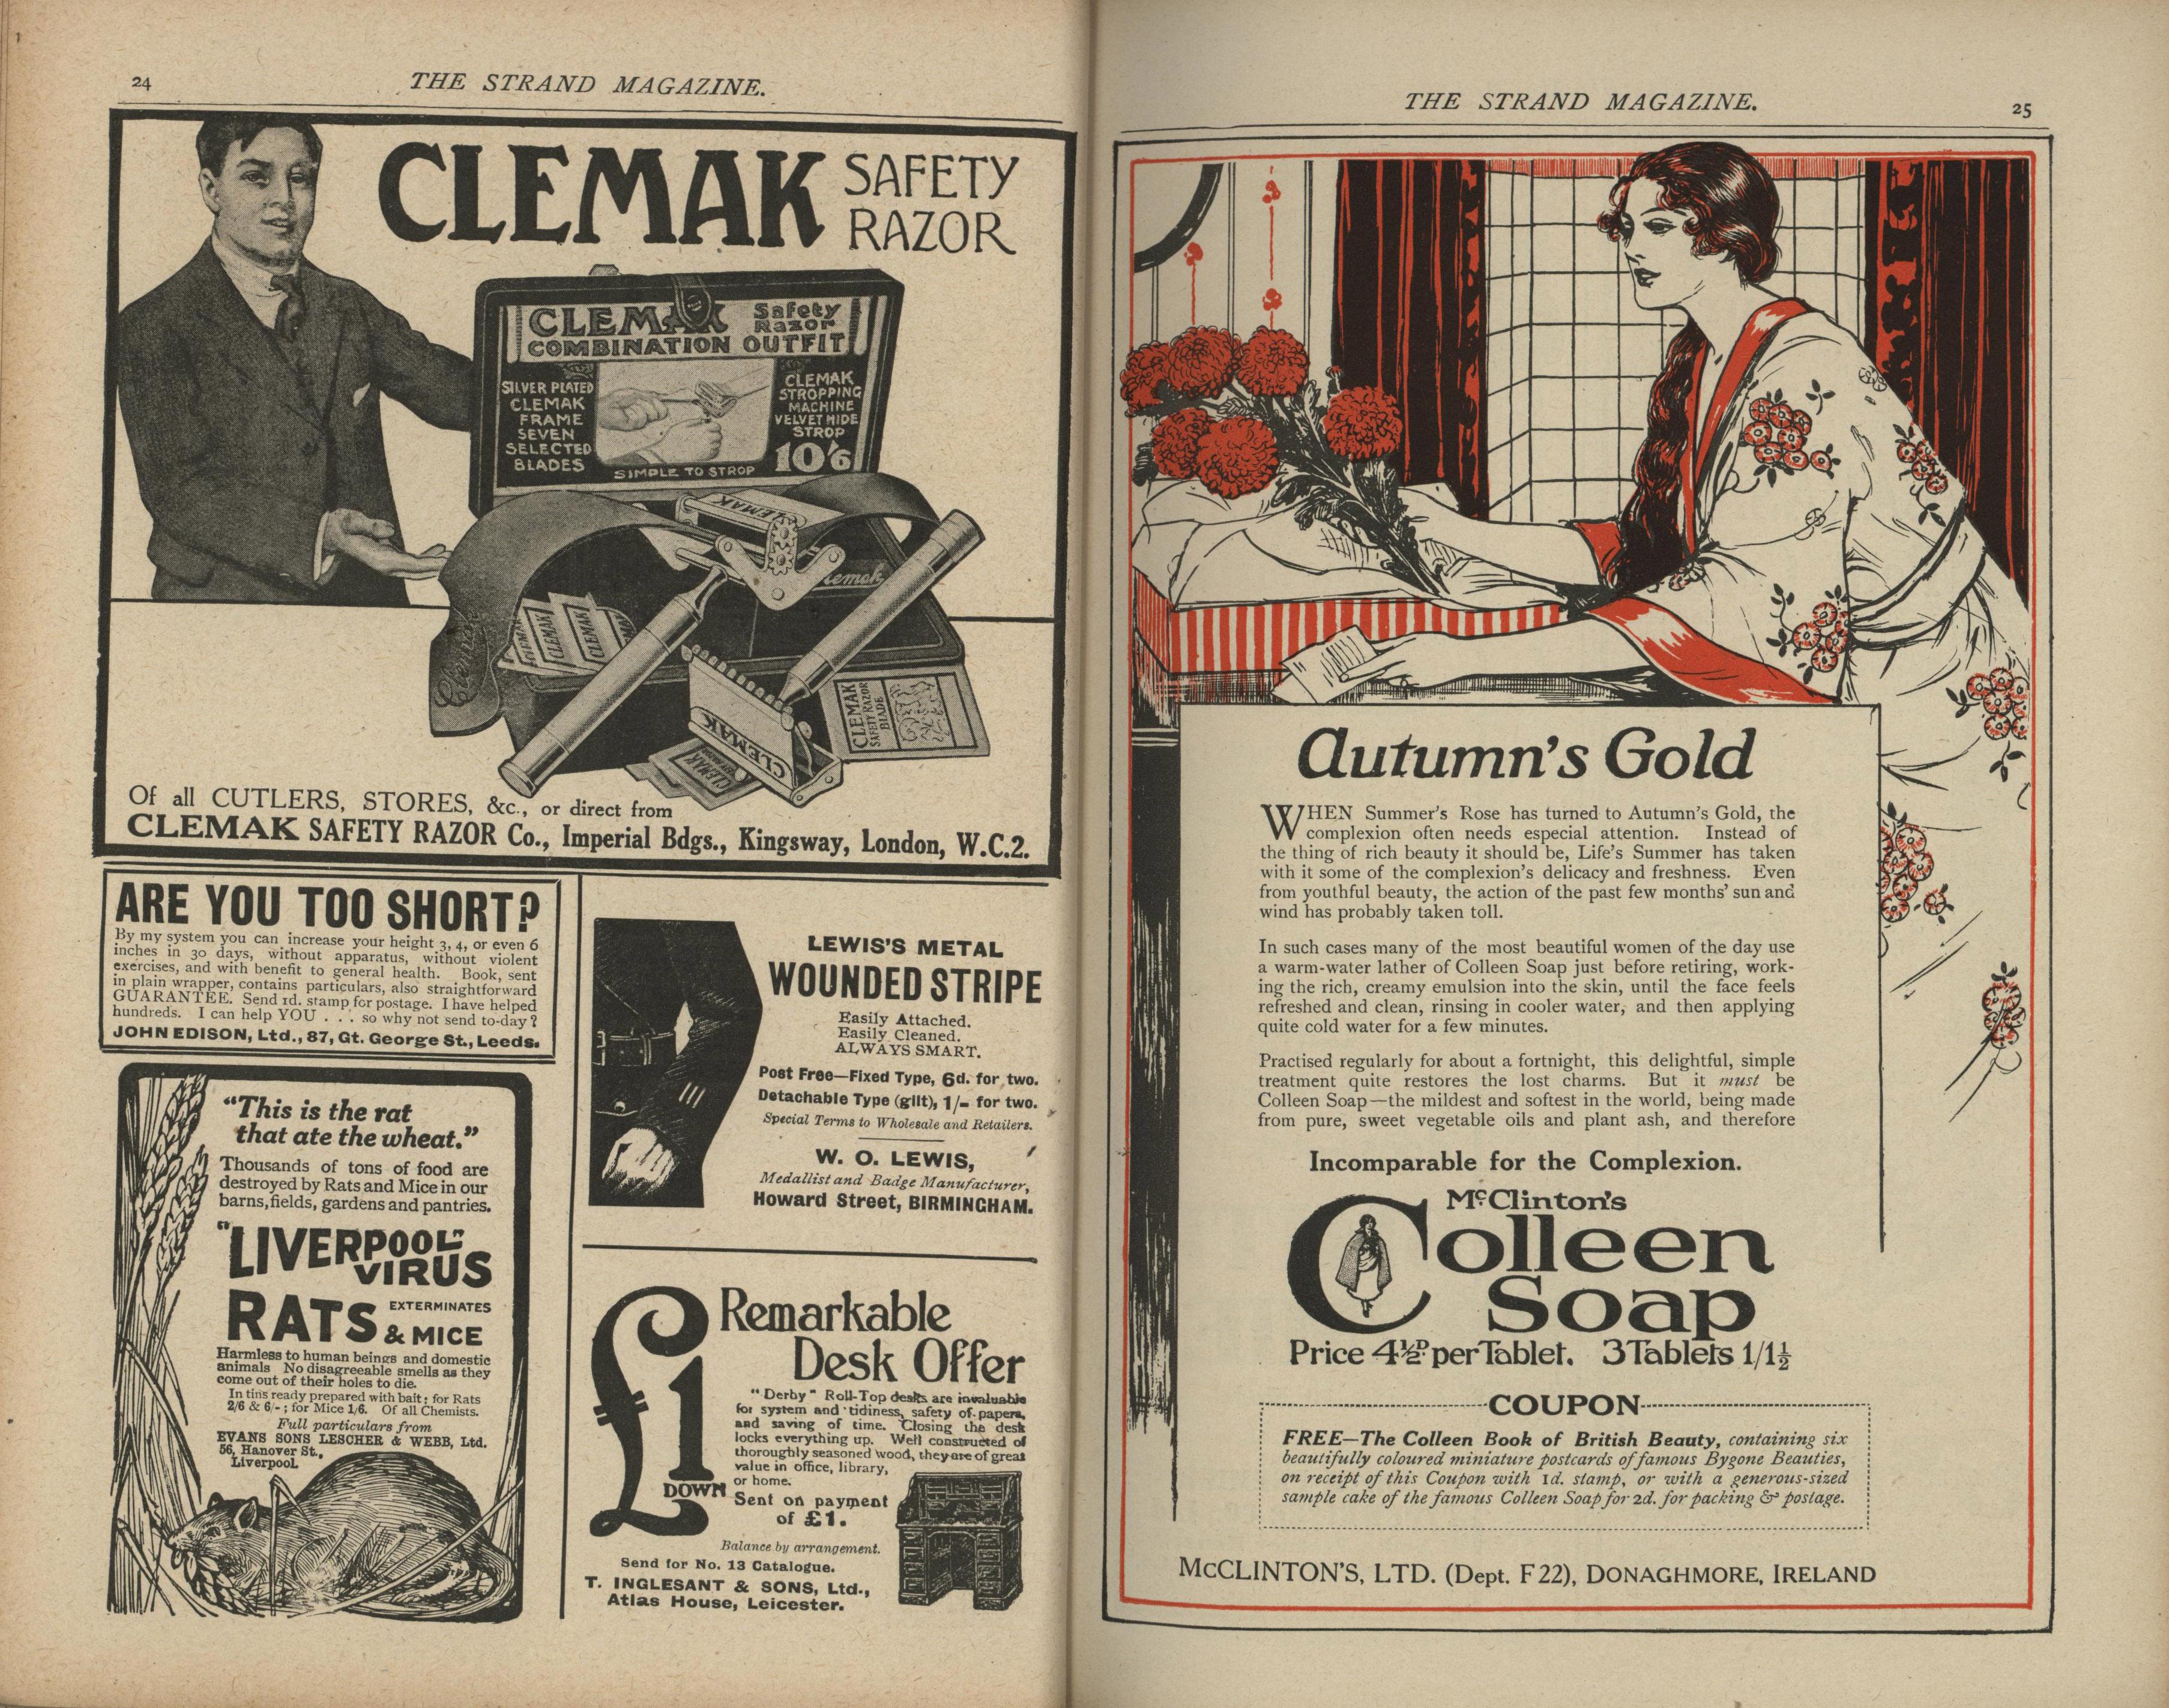 24
THE STRAND MAGAZINE.
CLEMAK SAFETY
RAZOR
CLEMAK Safety
Razor
COMBINATION OUTFIT
SILVER PLATED
CLEMAK
FRAME
SEVEN
SELECTED
BLADES
CLEMAK
STROPPING
MACHINE
VELVET HIDE
STROP
10'6
SIMPLE TO STROP
CLEMAK
CLEMAK
Clemak
CLEMAK
CLEMAK
CLEMAK
Clemak
CLEMAK
CLEMAK
CLEMAK
SAFETY RAZOR
BLADE
Of all CUTLERS, STORES, &c., or direct from
CLEMAK SAFETY RAZOR Co., Imperial Bdgs., Kingsway, London, W.C.2.
ARE YOU TOO SHORT?
By my system you can increase your height 3, 4, or even 6
inches in 30 days, without apparatus, without violent
exercises, and with benefit to general health. Book, sent
in plain wrapper, contains particulars, also straightforward
GUARANTEE. Send 1d. stamp for postage. I have helped
hundreds. I can help YOU . . . so why not send to-day?
JOHN EDISON, Ltd., 87, Gt. George St., Leeds.
"This is the rat
that ate the wheat."
Thousands of tons of food are
destroyed by Rats and Mice in our
barns, fields, gardens and pantries.
"LIVERPOOL"
VIRUS
EXTERMINATES
RATS & MICE
Harmless to human beings and domestic
animals No disagreeable smells as they
come out of their holes to die.
In tins ready prepared with bait; for Rats
2/6 & 6/-; for Mice 1/6. Of all Chemists.
Full particulars from
EVANS SONS LESCHER & WEBB, Ltd.
56, Hanover St.,
Liverpool
LEWIS'S METAL
WOUNDED STRIPE
Easily Attached.
Easily Cleaned.
ALWAYS SMART.
Post Free—Fixed Type, 6d. for two.
Detachable Type (gilt), 1/- for two.
Special Terms to Wholesale and Retailers.
W. O. LEWIS,
Medallist and Badge Manufacturer,
Howard Street, BIRMINGHAM.
£1
DOWN
Remarkable
Desk Offer
"Derby" Roll-Top desks are invaluable
for system and tidiness, safety of papers,
and saving of time. Closing the desk
locks everything up. Well constructed of
thoroughly seasoned wood, they are of great
value in office, library,
or home.
Sent on payment
of £1.
Balance by arrangement.
Send for No. 13 Catalogue.
T. INGLESANT & SONS, Ltd.,
Atlas House, Leicester.
THE STRAND MAGAZINE.
25
Autumn's Gold
WHEN Summer's Rose has turned to Autumn's Gold, the
complexion often needs especial attention. Instead of
the thing of rich beauty it should be, Life's Summer has taken
with it some of the complexion's delicacy and freshness. Even
from youthful beauty, the action of the past few months' sun and
wind has probably taken toll.
In such cases many of the most beautiful women of the day use
a warm-water lather of Colleen Soap just before retiring, work-
ing the rich, creamy emulsion into the skin, until the face feels
refreshed and clean, rinsing in cooler water, and then applying
quite cold water for a few minutes.
Practised regularly for about a fortnight, this delightful, simple
treatment quite restores the lost charms. But it must be
Colleen Soap—the mildest and softest in the world, being made
from pure, sweet vegetable oils and plant ash, and therefore
Incomparable for the Complexion.
McClinton's
Colleen
Soap
Price 4½D per Tablet. 3 Tablets 1/1½
COUPON
FREE—The Colleen Book of British Beauty, containing six
beautifully coloured miniature postcards of famous Bygone Beauties,
on receipt of this Coupon with 1d. stamp, or with a generous-sized
sample cake of the famous Colleen Soap for 2d. for packing & postage.
MCCLINTON'S, LTD. (Dept. F 22), DONAGHMORE, IRELAND